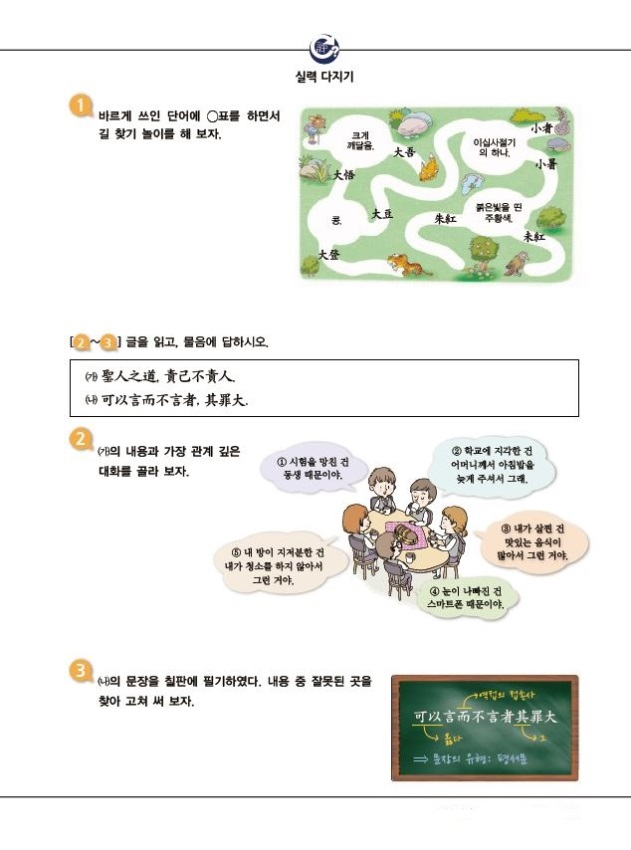 실력 다지기
1
바르게 쓰인 단어에 ◯표를 하면서
길 찾기 놀이를 해 보자.
크게
깨달음.
大吾
大悟
이십사절기
의 하나.
小者
小暑
콩.
大豆
大登
붉은빛을 띤
주황색.
朱紅
未紅
[2~3] 글을 읽고, 물음에 답하시오.
㈎ 聖人之道, 責己不責人.
㈏ 可以言而不言者, 其罪大.
2
㈎의 내용과 가장 관계 깊은
대화를 골라 보자.
① 시험을 망친 건
동생 때문이야.
② 학교에 지각한 건
어머니께서 아침밥을
늦게 주셔서 그래.
③ 내가 살찐 건
맛있는 음식이
많아서 그런 거야.
④ 눈이 나빠진 건
스마트폰 때문이야.
⑤ 내 방이 지저분한 건
내가 청소를 하지 않아서
그런 거야.
3
㈏의 문장을 칠판에 필기하였다. 내용 중 잘못된 곳을
찾아 고쳐 써 보자.
역접의 접속사
可以言而不言者其罪大
옳다
그
⇒ 문장의 유형: 평서문